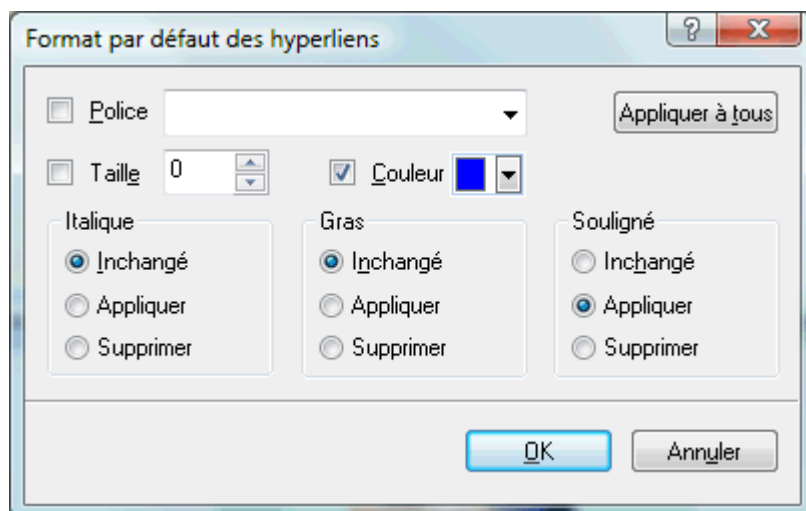 Format par défaut des hyperliens
Police
Appliquer à tous
Taille 0 Couleur
Italique Gras Souligné
Inchangé Inchangé Inchangé
Appliquer Appliquer Appliquer
Supprimer Supprimer Supprimer
OK Annuler